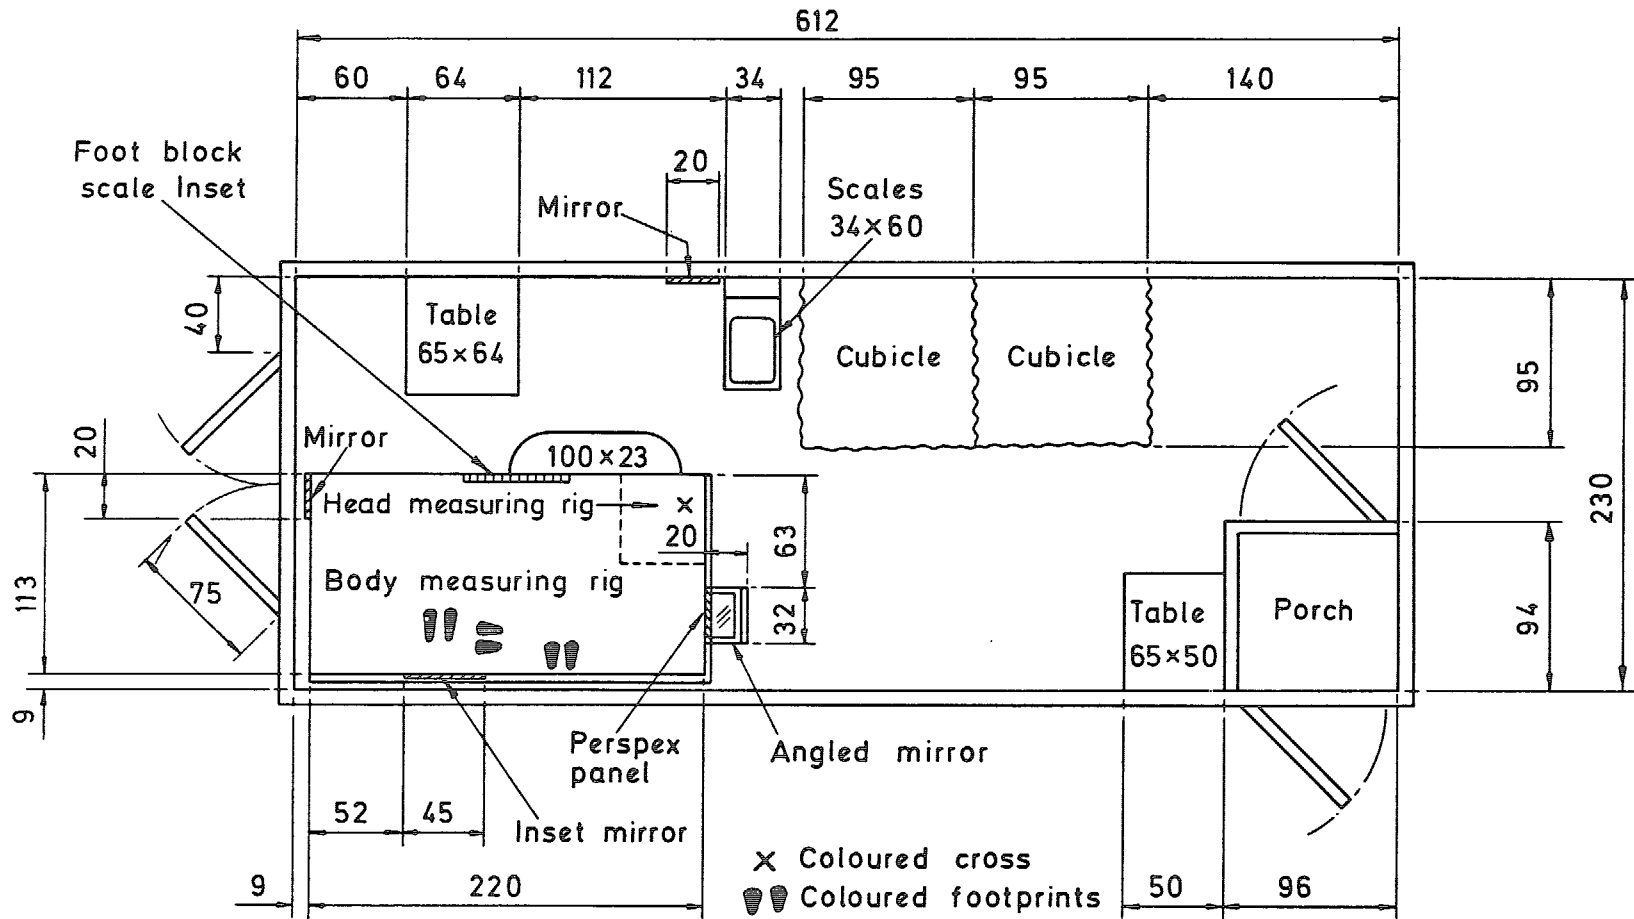 612
60 64 112 34 95 95 140
Foot block
scale Inset
20
Mirror
Scales
34×60
40
Table
65×64
Cubicle
Cubicle
95
20
Mirror
100×23
Head measuring rig
×
20
63
230
113
75
Body measuring rig
32
Table
65×50
Porch
94
9
Perspex
panel
Angled mirror
52 45
Inset mirror
× Coloured cross
Coloured footprints
9 220 50 96